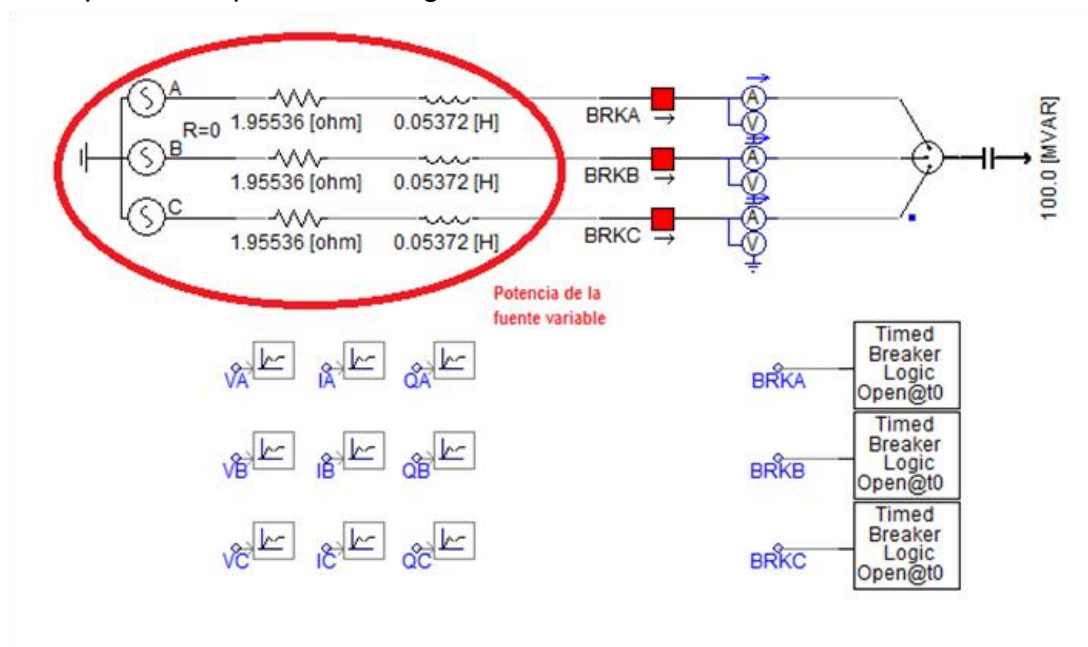 A
R=0
1.95536 [ohm]
0.05372 [H]
BRKA
A
V
B
1.95536 [ohm]
0.05372 [H]
BRKB
A
V
C
1.95536 [ohm]
0.05372 [H]
BRKC
A
V
100.0 [MVAR]
Potencia de la
fuente variable
VA
IA
QA
BRKA
Timed
Breaker
Logic
Open@t0
VB
IB
QB
BRKB
Timed
Breaker
Logic
Open@t0
VC
IC
QC
BRKC
Timed
Breaker
Logic
Open@t0